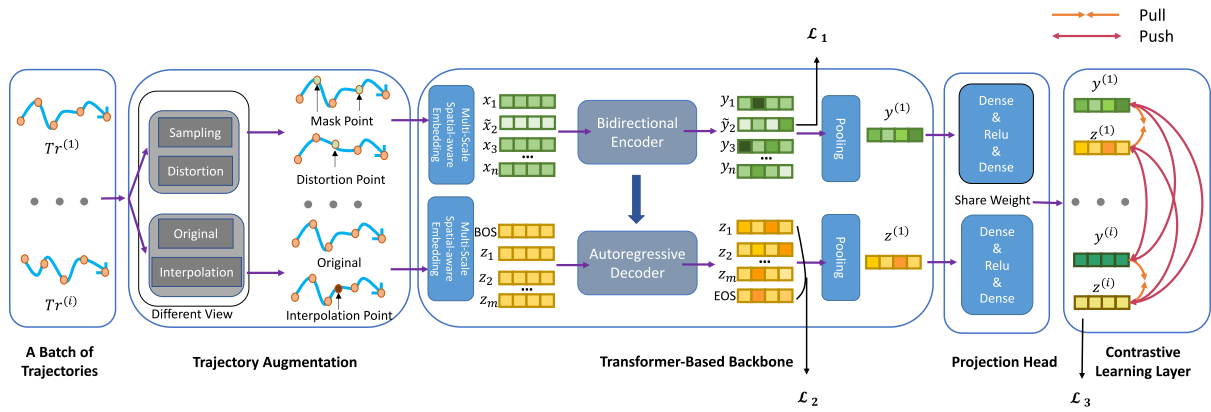 Pull
Push
ℒ₁
ℒ₂
ℒ₃
Tr⁽¹⁾
Tr⁽ⁱ⁾
A Batch of
Trajectories
Sampling
Distortion
Original
Interpolation
Different View
Mask Point
Distortion Point
Original
Interpolation Point
Trajectory Augmentation
Multi-Scale
Spatial-aware
Embedding
Multi-Scale
Spatial-aware
Embedding
x₁
x̃₂
x₃
...
xₙ
BOS
z₁
z₂
...
zₘ
Bidirectional
Encoder
Autoregressive
Decoder
y₁
ỹ₂
y₃
...
yₙ
z₁
z₂
...
zₘ
EOS
Pooling
Pooling
y⁽¹⁾
z⁽¹⁾
Transformer-Based Backbone
Dense
&
Relu
&
Dense
Share Weight
Dense
&
Relu
&
Dense
Projection Head
y⁽¹⁾
z⁽¹⁾
y⁽ⁱ⁾
z⁽ⁱ⁾
Contrastive
Learning Layer